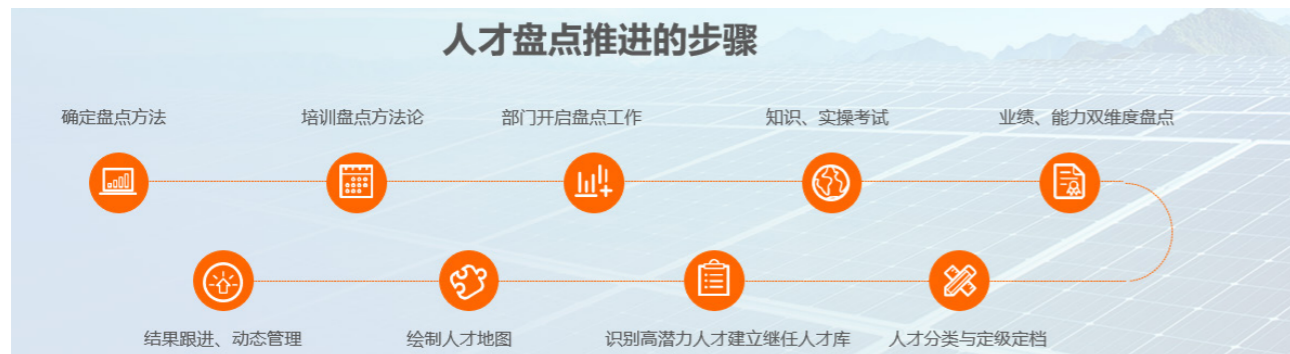 人才盘点推进的步骤
确定盘点方法
培训盘点方法论
部门开启盘点工作
知识、实操考试
业绩、能力双维度盘点
人才分类与定级定档
识别高潜力人才建立继任人才库
绘制人才地图
结果跟进、动态管理